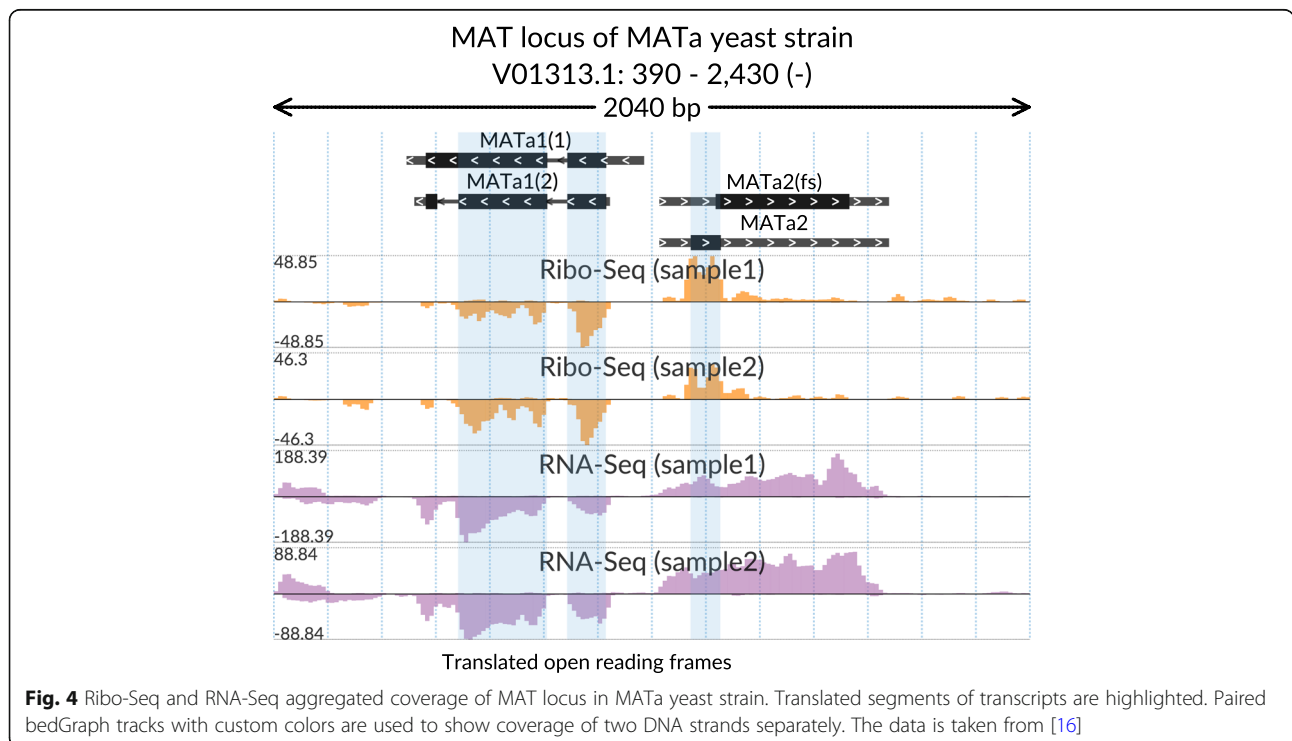 MAT locus of MATa yeast strain
V01313.1: 390 - 2,430 (-)
2040 bp
MATa1(1)
MATa1(2)
MATa2(fs)
MATa2
48.85
Ribo-Seq (sample1)
-48.85
46.3
Ribo-Seq (sample2)
-46.3
188.39
RNA-Seq (sample1)
-188.39
88.84
RNA-Seq (sample2)
-88.84
Translated open reading frames
Fig. 4 Ribo-Seq and RNA-Seq aggregated coverage of MAT locus in MATa yeast strain. Translated segments of transcripts are highlighted. Paired
bedGraph tracks with custom colors are used to show coverage of two DNA strands separately. The data is taken from [16]